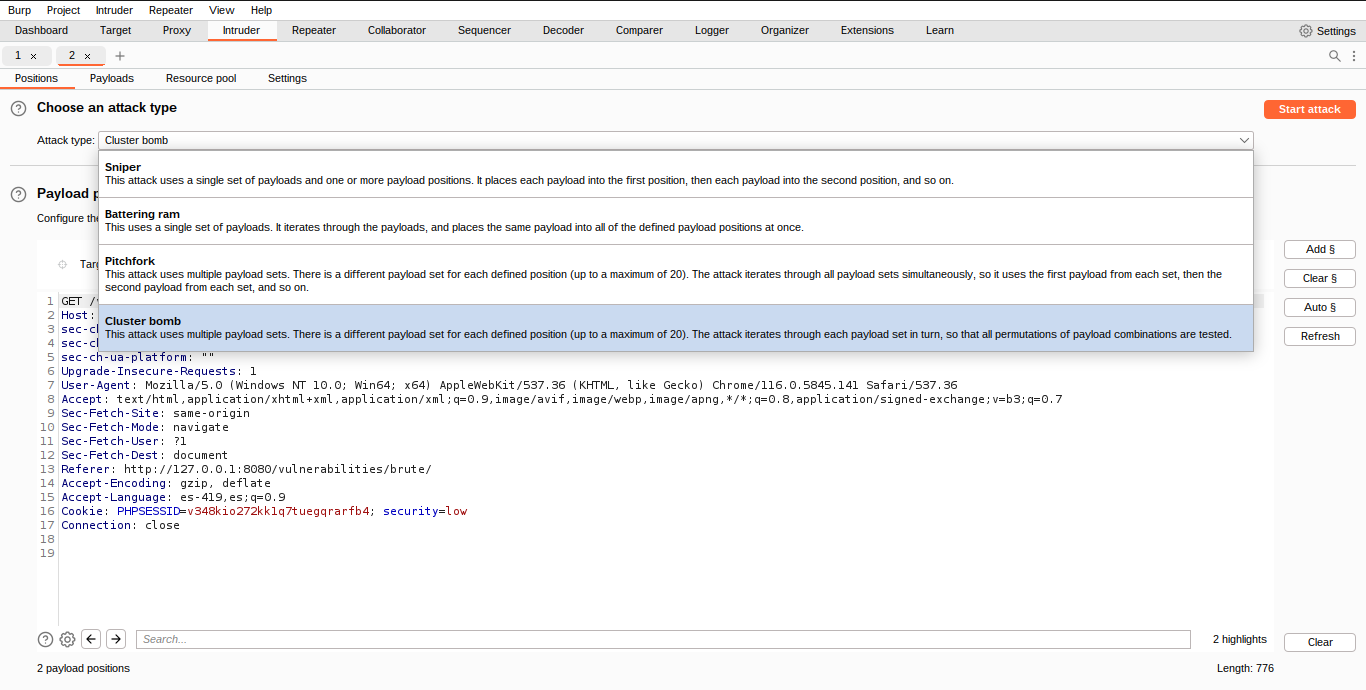 Burp Project Intruder Repeater View Help
Dashboard Target Proxy Intruder Repeater Collaborator Sequencer Decoder Comparer Logger Organizer Extensions Learn Settings
1 × 2 × +
Positions Payloads Resource pool Settings
? Choose an attack type Start attack
Attack type: Cluster bomb
Sniper
This attack uses a single set of payloads and one or more payload positions. It places each payload into the first position, then each payload into the second position, and so on.
Battering ram
This uses a single set of payloads. It iterates through the payloads, and places the same payload into all of the defined payload positions at once.
Pitchfork
This attack uses multiple payload sets. There is a different payload set for each defined position (up to a maximum of 20). The attack iterates through all payload sets simultaneously, so it uses the first payload from each set, then the
second payload from each set, and so on.
Cluster bomb
This attack uses multiple payload sets. There is a different payload set for each defined position (up to a maximum of 20). The attack iterates through each payload set in turn, so that all permutations of payload combinations are tested.
? Payload
Configure the
Add §
Clear §
Auto §
Refresh
1 GET /
2 Host:
3 sec-c
4 sec-c
5 sec-ch-ua-platform: ""
6 Upgrade-Insecure-Requests: 1
7 User-Agent: Mozilla/5.0 (Windows NT 10.0; Win64; x64) AppleWebKit/537.36 (KHTML, like Gecko) Chrome/116.0.5845.141 Safari/537.36
8 Accept: text/html,application/xhtml+xml,application/xml;q=0.9,image/avif,image/webp,image/apng,*/*;q=0.8,application/signed-exchange;v=b3;q=0.7
9 Sec-Fetch-Site: same-origin
10 Sec-Fetch-Mode: navigate
11 Sec-Fetch-User: ?1
12 Sec-Fetch-Dest: document
13 Referer: http://127.0.0.1:8080/vulnerabilities/brute/
14 Accept-Encoding: gzip, deflate
15 Accept-Language: es-419,es;q=0.9
16 Cookie: PHPSESSID=v348kio272kk1q7tuegqrarfb4; security=low
17 Connection: close
18
19
? Search... 2 highlights Clear
2 payload positions Length: 776